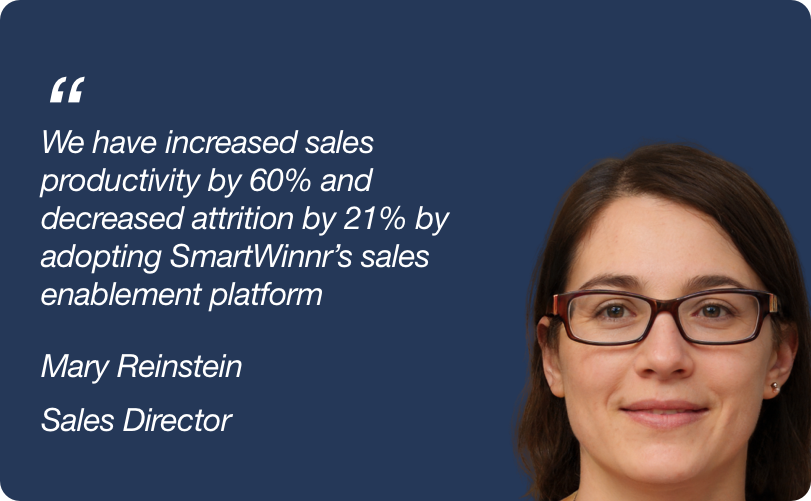 “
We have increased sales
productivity by 60% and
decreased attrition by 21% by
adopting SmartWinnr’s sales
enablement platform
Mary Reinstein
Sales Director